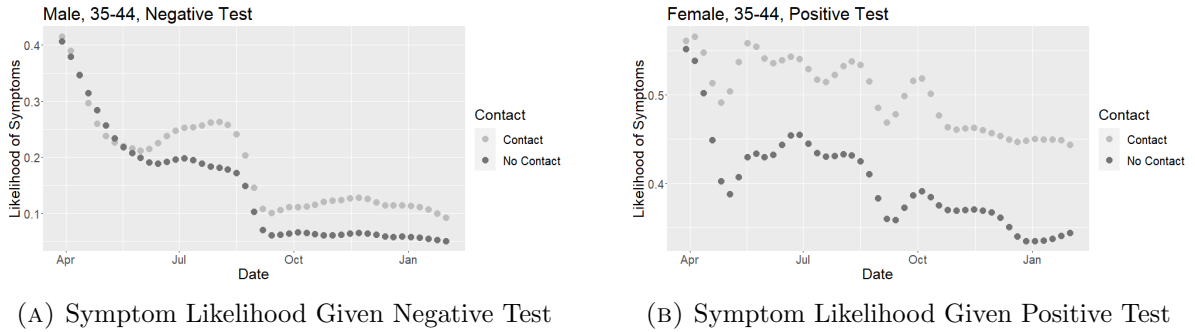 Male, 35-44, Negative Test
Likelihood of Symptoms
0.4
0.3
0.2
0.1
Apr
Jul
Oct
Jan
Date
Contact
Contact
No Contact
(A) Symptom Likelihood Given Negative Test
Female, 35-44, Positive Test
Likelihood of Symptoms
0.5
0.4
Apr
Jul
Oct
Jan
Date
Contact
Contact
No Contact
(B) Symptom Likelihood Given Positive Test